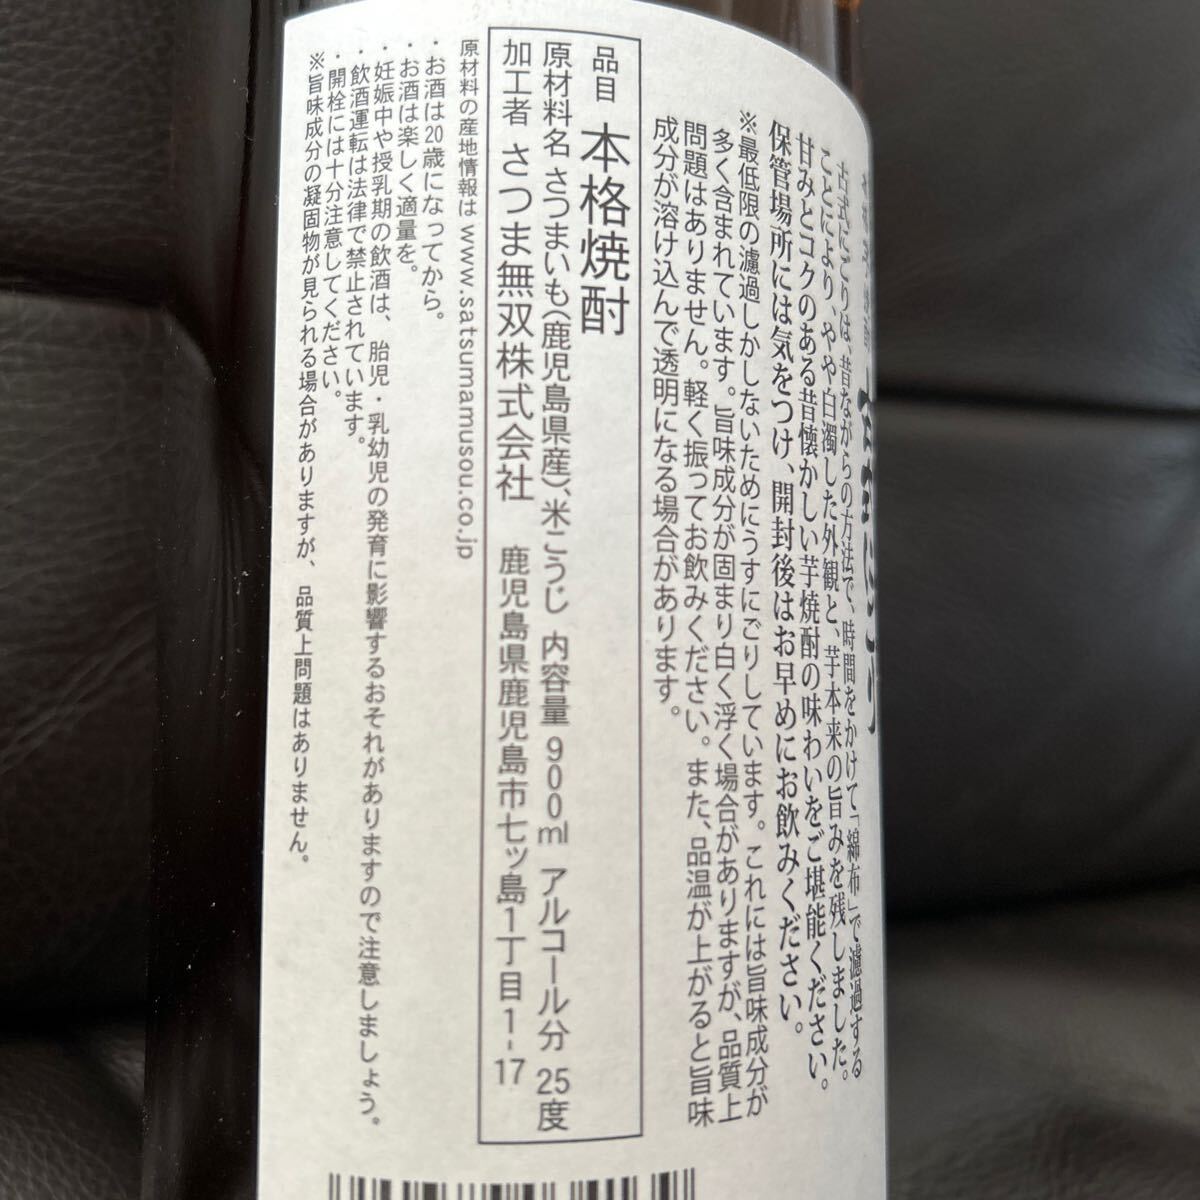 古式にごり
古式にごりは、昔ながらの方法で、時間をかけて「綿布」で濾過する
ことにより、やや白濁した外観と、芋本来の旨みを残しました。
甘みとコクのある昔懐かしい芋焼酎の味わいをご堪能ください。
保管場所には気をつけ、開封後はお早めにお飲みください。
※最低限の濾過しかしないためにうすにごりしています。これには旨味成分が
多く含まれています。旨味成分が固まり白く浮く場合がありますが、品質上
問題はありません。軽く振ってお飲みください。また、品温が上がると旨味
成分が溶け込んで透明になる場合があります。
品目 本格焼酎
原材料名 さつまいも(鹿児島県産)、米こうじ 内容量 900ml アルコール分 25度
加工者 さつま無双株式会社 鹿児島県鹿児島市七ッ島1丁目1-17
原材料の産地情報は www.satsumamusou.co.jp
・お酒は20歳になってから。
・お酒は楽しく適量を。
・妊娠中や授乳期の飲酒は、胎児・乳幼児の発育に影響するおそれがありますので注意しましょう。
・飲酒運転は法律で禁止されています。
・開栓には十分注意してください。
※旨味成分の凝固物が見られる場合がありますが、品質上問題はありません。